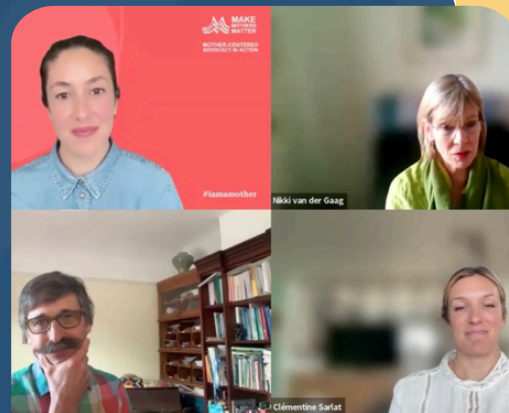 MAKE
MOTHERS
MATTER
MOTHER-CENTERED
ADVOCACY IN ACTION
#iamamother
Nikki van der Gaag
Clémentine Sarlat